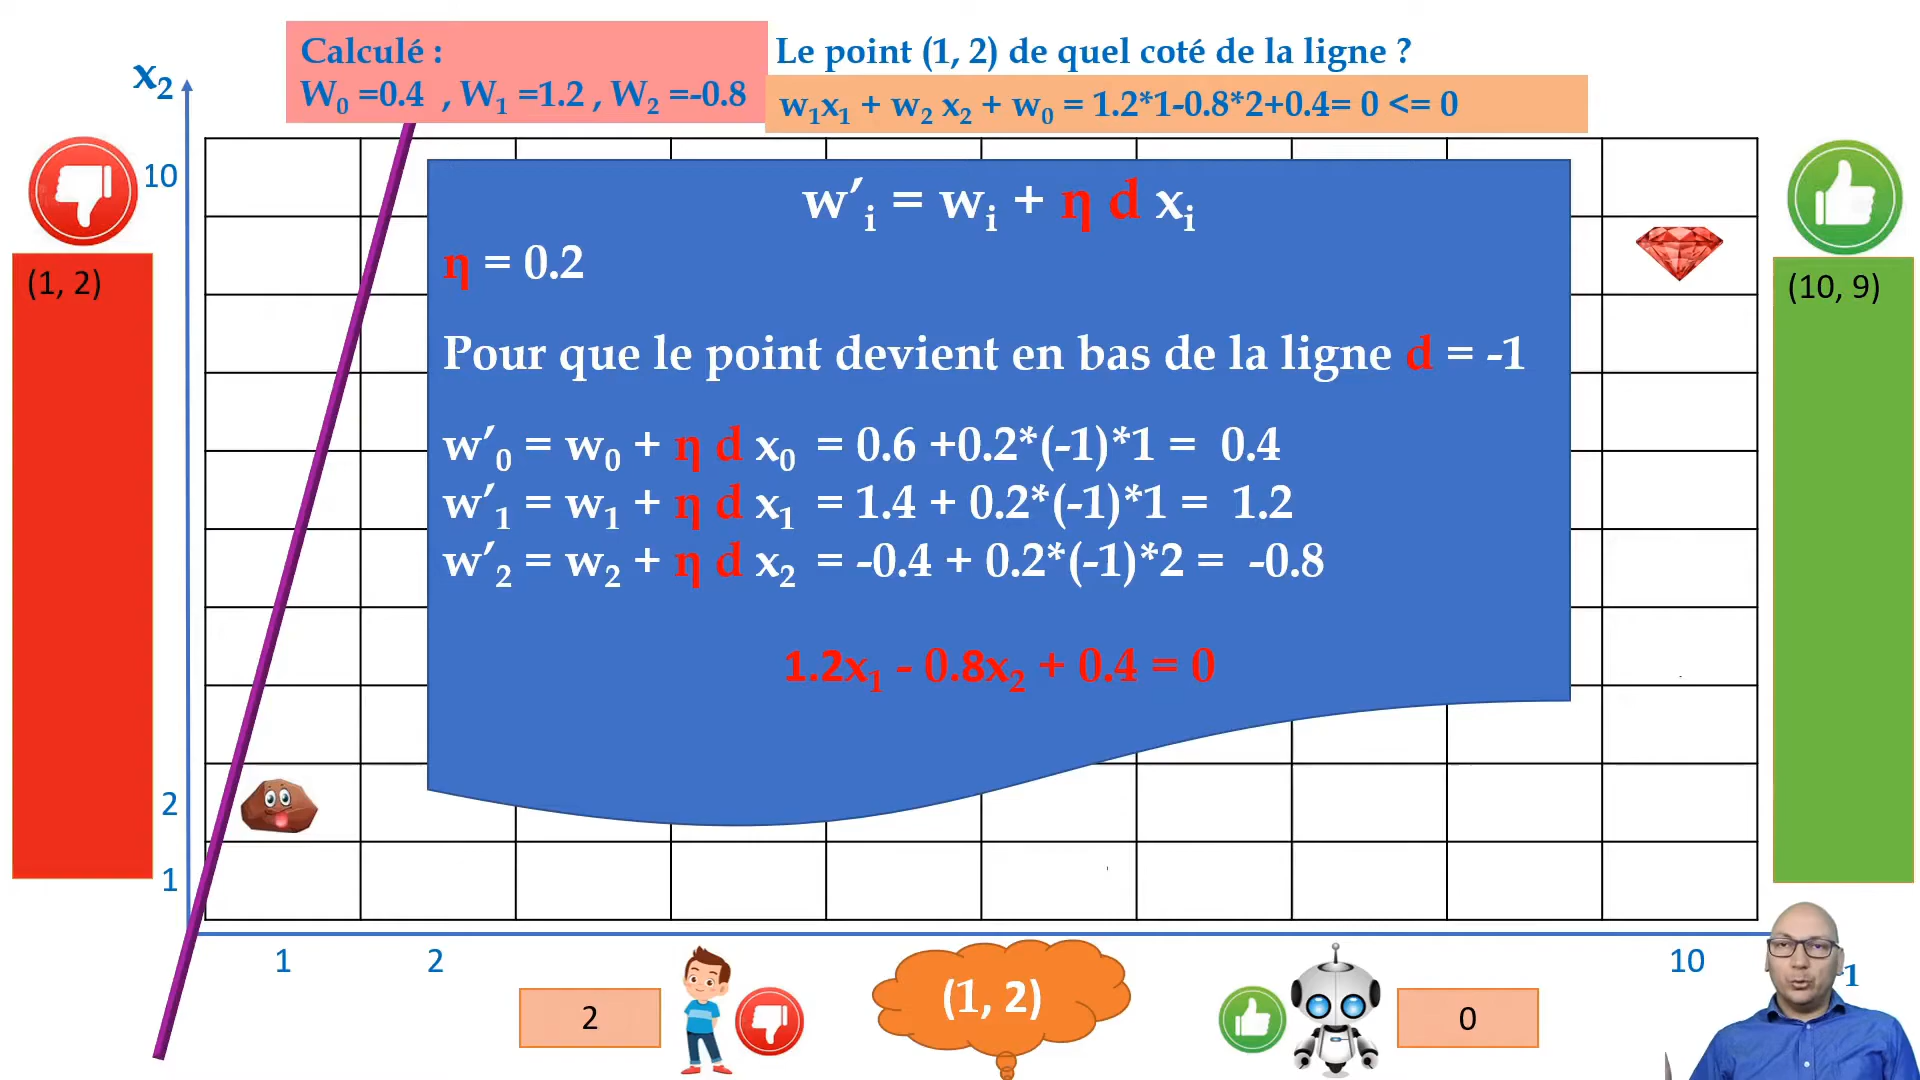 Calculé :
W₀ =0.4 , W₁ =1.2 , W₂ =-0.8
Le point (1, 2) de quel coté de la ligne ?
w₁x₁ + w₂ x₂ + w₀ = 1.2*1-0.8*2+0.4= 0 <= 0
x₂
10
(1, 2)
(10, 9)
w′ᵢ = wᵢ + η d xᵢ
η = 0.2
Pour que le point devient en bas de la ligne d = -1
w′₀ = w₀ + η d x₀ = 0.6 +0.2*(-1)*1 = 0.4
w′₁ = w₁ + η d x₁ = 1.4 + 0.2*(-1)*1 = 1.2
w′₂ = w₂ + η d x₂ = -0.4 + 0.2*(-1)*2 = -0.8
1.2x₁ - 0.8x₂ + 0.4 = 0
2
1
1
2
10
1
2
(1, 2)
0